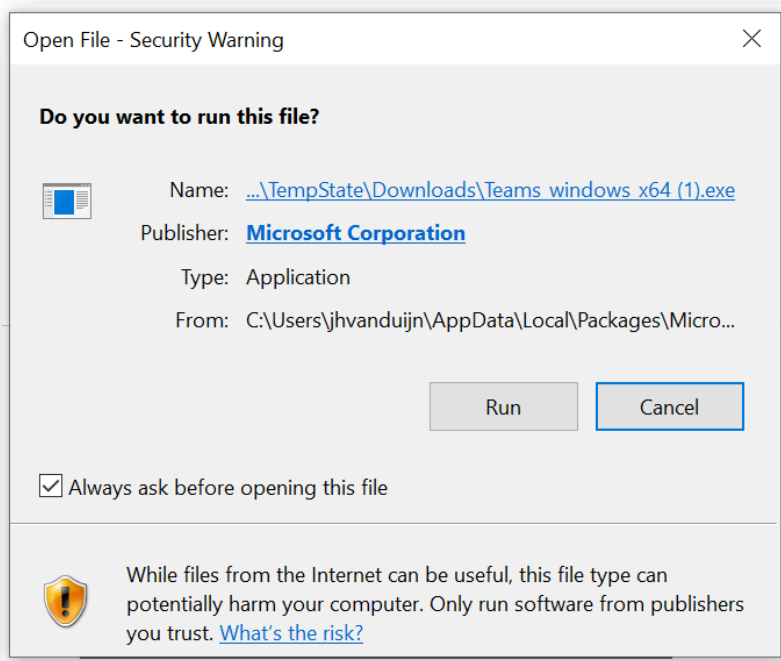 Open File - Security Warning
Do you want to run this file?
Name: ...\TempState\Downloads\Teams_windows_x64 (1).exe
Publisher: Microsoft Corporation
Type: Application
From: C:\Users\jhvanduijn\AppData\Local\Packages\Micro...
Run Cancel
Always ask before opening this file
While files from the Internet can be useful, this file type can
potentially harm your computer. Only run software from publishers
you trust. What's the risk?